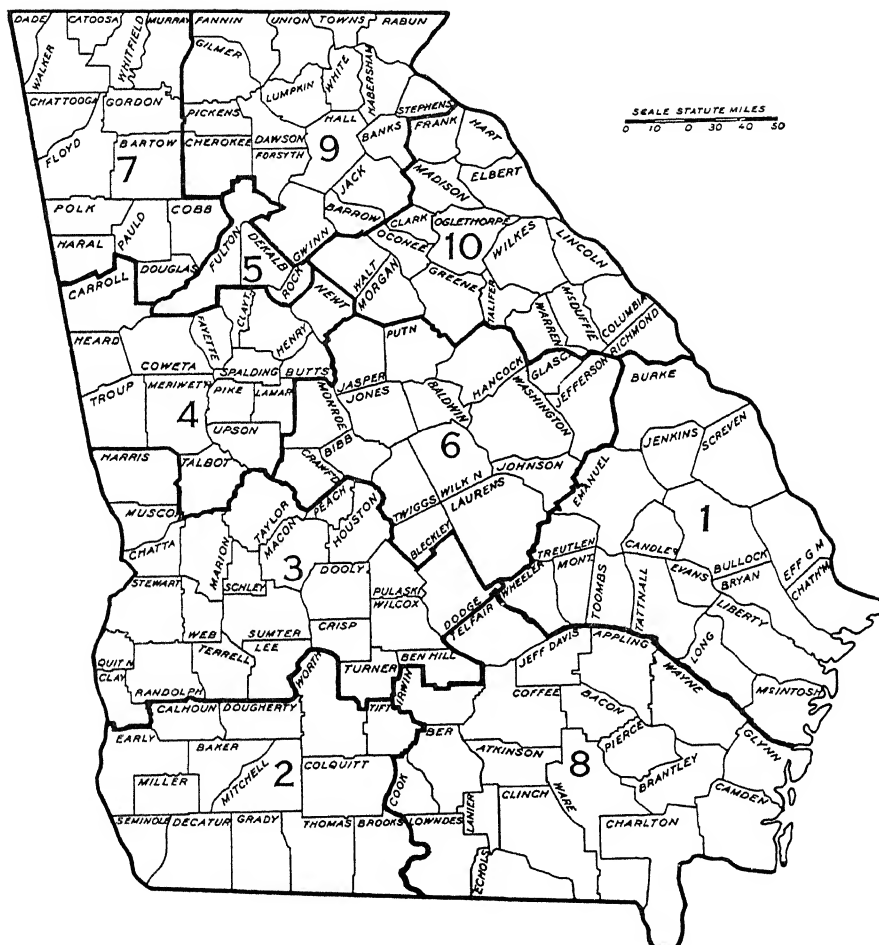 DADE
CATOOSA
WHITFIELD
MURRAY
FANNIN
UNION
TOWNS
RABUN
WALKER
GILMER
LUMPKIN
WHITE
HABERSHAM
STEPHENS
CHATTOOGA
GORDON
PICKENS
DAWSON
HALL
BANKS
FRANK
HART
SCALE STATUTE MILES
0 10 0 30 40 50
FLOYD
BARTOW
CHEROKEE
FORSYTH
9
JACK
MADISON
ELBERT
7
POLK
PAULD
COBB
BARROW
CLARK
OGLETHORPE
OCONEE
10
WILKES
LINCOLN
HARAL
DOUGLAS
FULTON
DEKALB
5
GWINN
ROCK
WALT
MORGAN
GREENE
TALIFER
WARREN
McDUFFIE
COLUMBIA
RICHMOND
CARROLL
CLAYT
NEWT
HENRY
FAYETTE
HEARD
COWETA
SPALDING
BUTTS
JASPER
PUTN
HANCOCK
GLASC
JEFFERSON
BURKE
TROUP
MERIWETH
PIKE
LAMAR
MONROE
JONES
BALDWIN
WASHINGTON
4
UPSON
BIBB
6
JENKINS
SCREVEN
HARRIS
TALBOT
CRAWF'D
TWIGGS
WILK N
JOHNSON
EMANUEL
MUSCO
TAYLOR
MACON
PEACH
HOUSTON
BLECKLEY
LAURENS
1
CHATTA
MARION
SCHLEY
3
DOOLY
PULASKI
WILCOX
DODGE
TELFAIR
WHEELER
TREUTLEN
MONT.
TOOMBS
TATTNALL
CANDLER
EVANS
BULLOCK
BRYAN
EFF G M
CHATH'M
STEWART
WEB
SUMTER
CRISP
LIBERTY
LONG
QUIT N
CLAY
RANDOLPH
TERRELL
LEE
WORTH
TURNER
BEN HILL
IRWIN
JEFF DAVIS
APPLING
WAYNE
McINTOSH
CALHOUN
DOUGHERTY
TIFT
COFFEE
BACON
EARLY
BAKER
BER
ATKINSON
PIERCE
GLYNN
2
COLQUITT
8
MILLER
MITCHELL
COOK
LANIER
CLINCH
WARE
BRANTLEY
CAMDEN
SEMINOLE
DECATUR
GRADY
THOMAS
BROOKS
LOWNDES
ECHOLS
CHARLTON